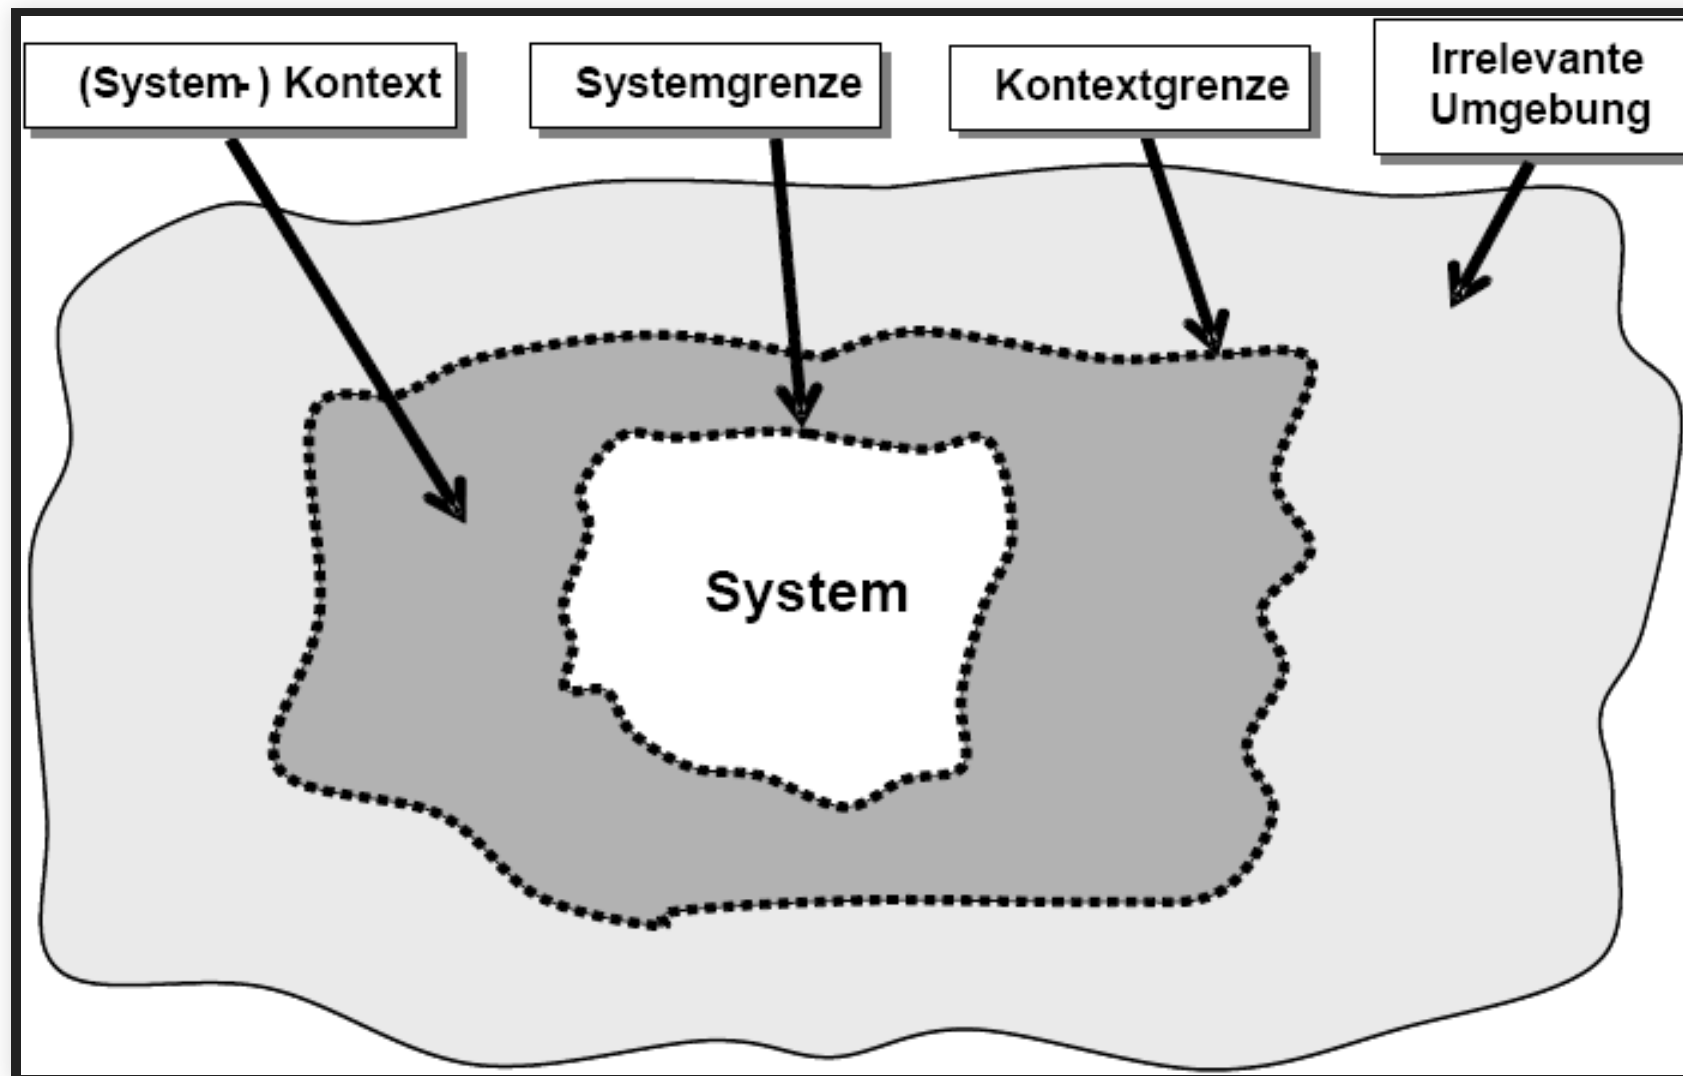 (System-) Kontext
Systemgrenze
Kontextgrenze
Irrelevante
Umgebung
System